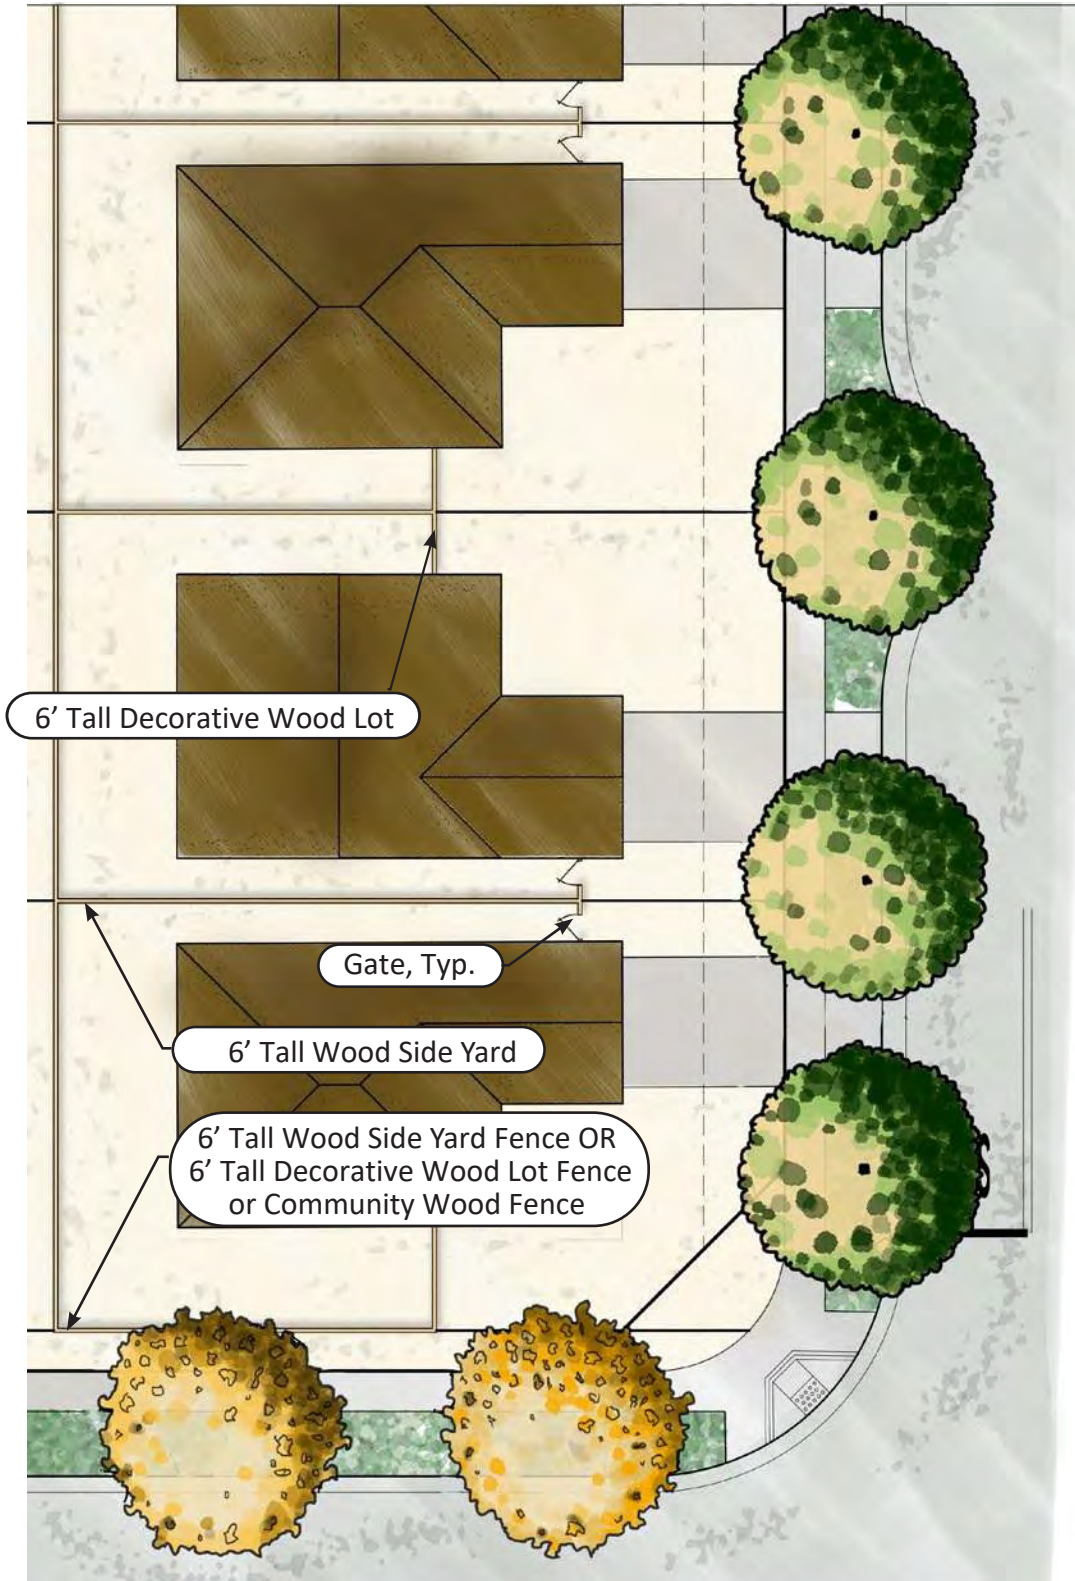 6’ Tall Decorative Wood Lot
Gate, Typ.
6’ Tall Wood Side Yard
6’ Tall Wood Side Yard Fence OR
6’ Tall Decorative Wood Lot Fence
or Community Wood Fence